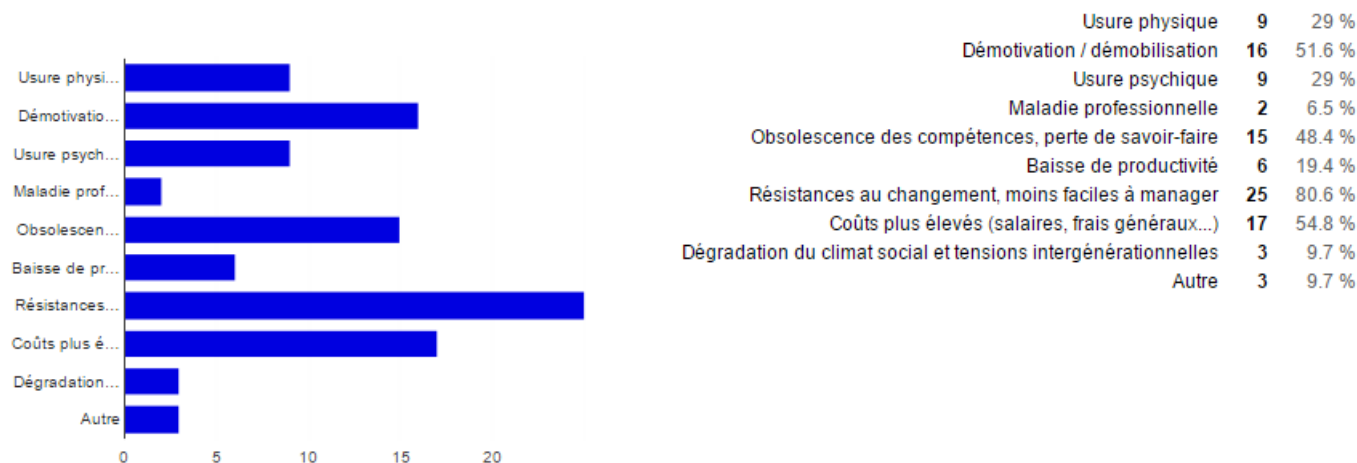 Usure physi...
Démotivatio...
Usure psych...
Maladie prof...
Obsolescen...
Baisse de pr...
Résistances...
Coûts plus é...
Dégradation...
Autre
0 5 10 15 20
Usure physique 9 29 %
Démotivation / démobilisation 16 51.6 %
Usure psychique 9 29 %
Maladie professionnelle 2 6.5 %
Obsolescence des compétences, perte de savoir-faire 15 48.4 %
Baisse de productivité 6 19.4 %
Résistances au changement, moins faciles à manager 25 80.6 %
Coûts plus élevés (salaires, frais généraux...) 17 54.8 %
Dégradation du climat social et tensions intergénérationnelles 3 9.7 %
Autre 3 9.7 %